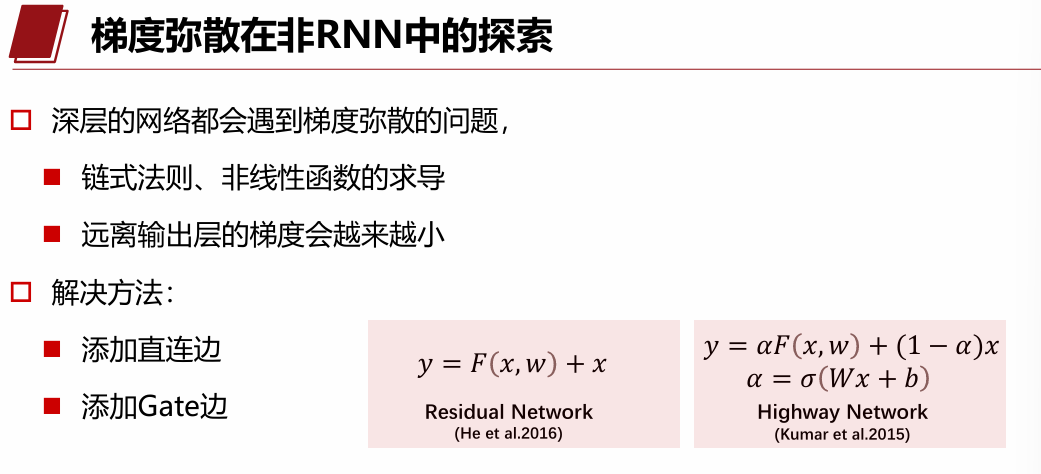 梯度弥散在非RNN中的探索
深层的网络都会遇到梯度弥散的问题，
链式法则、非线性函数的求导
远离输出层的梯度会越来越小
解决方法：
添加直连边
添加Gate边
y = F(x, w) + x
Residual Network
(He et al.2016)
y = αF(x, w) + (1 − α)x
α = σ(Wx + b)
Highway Network
(Kumar et al.2015)